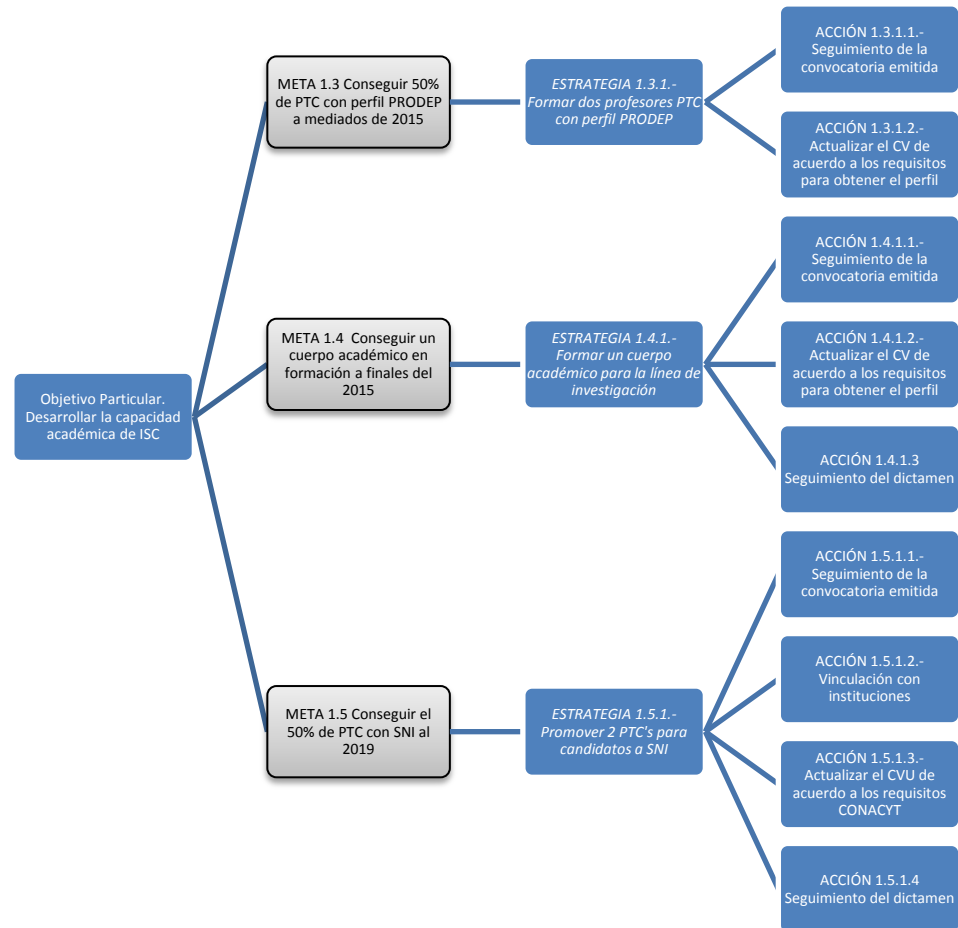 Objetivo Particular.
Desarrollar la capacidad
académica de ISC
META 1.3 Conseguir 50%
de PTC con perfil PRODEP
a mediados de 2015
ESTRATEGIA 1.3.1.-
Formar dos profesores PTC
con perfil PRODEP
ACCIÓN 1.3.1.1.-
Seguimiento de la
convocatoria emitida
ACCIÓN 1.3.1.2.-
Actualizar el CV de
acuerdo a los requisitos
para obtener el perfil
META 1.4 Conseguir un
cuerpo académico en
formación a finales del
2015
ESTRATEGIA 1.4.1.-
Formar un cuerpo
académico para la línea de
investigación
ACCIÓN 1.4.1.1.-
Seguimiento de la
convocatoria emitida
ACCIÓN 1.4.1.2.-
Actualizar el CV de
acuerdo a los requisitos
para obtener el perfil
ACCIÓN 1.4.1.3
Seguimiento del dictamen
META 1.5 Conseguir el
50% de PTC con SNI al
2019
ESTRATEGIA 1.5.1.-
Promover 2 PTC's para
candidatos a SNI
ACCIÓN 1.5.1.1.-
Seguimiento de la
convocatoria emitida
ACCIÓN 1.5.1.2.-
Vinculación con
instituciones
ACCIÓN 1.5.1.3.-
Actualizar el CVU de
acuerdo a los requisitos
CONACYT
ACCIÓN 1.5.1.4
Seguimiento del dictamen